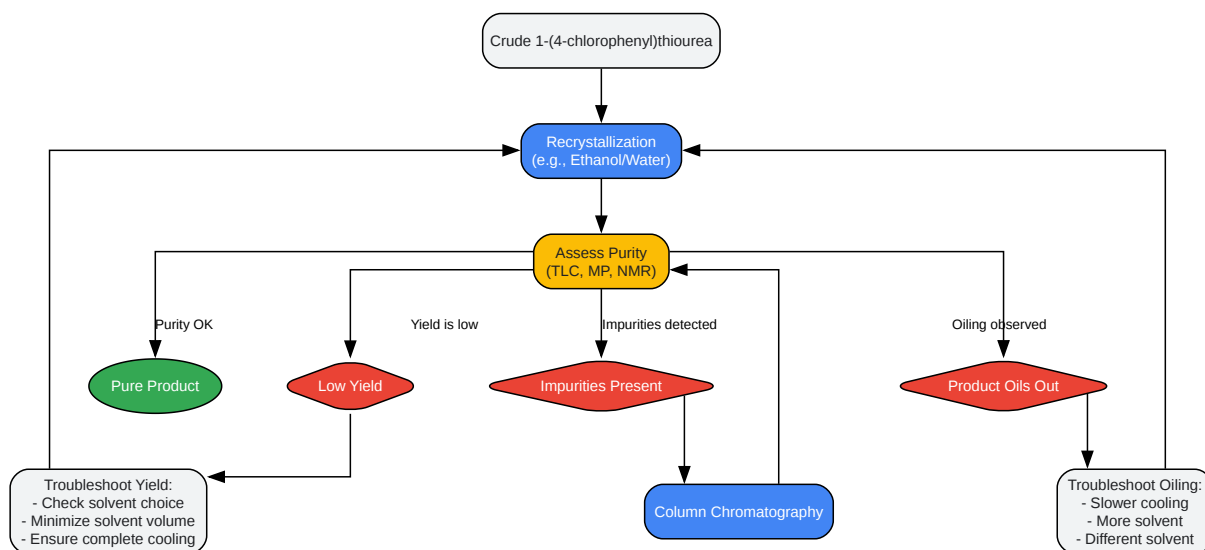 Crude 1-(4-chlorophenyl)thiourea
Recrystallization
(e.g., Ethanol/Water)
Assess Purity
(TLC, MP, NMR)
Purity OK
Yield is low
Impurities detected
Oiling observed
Pure Product
Low Yield
Impurities Present
Product Oils Out
Troubleshoot Yield:
- Check solvent choice
- Minimize solvent volume
- Ensure complete cooling
Column Chromatography
Troubleshoot Oiling:
- Slower cooling
- More solvent
- Different solvent